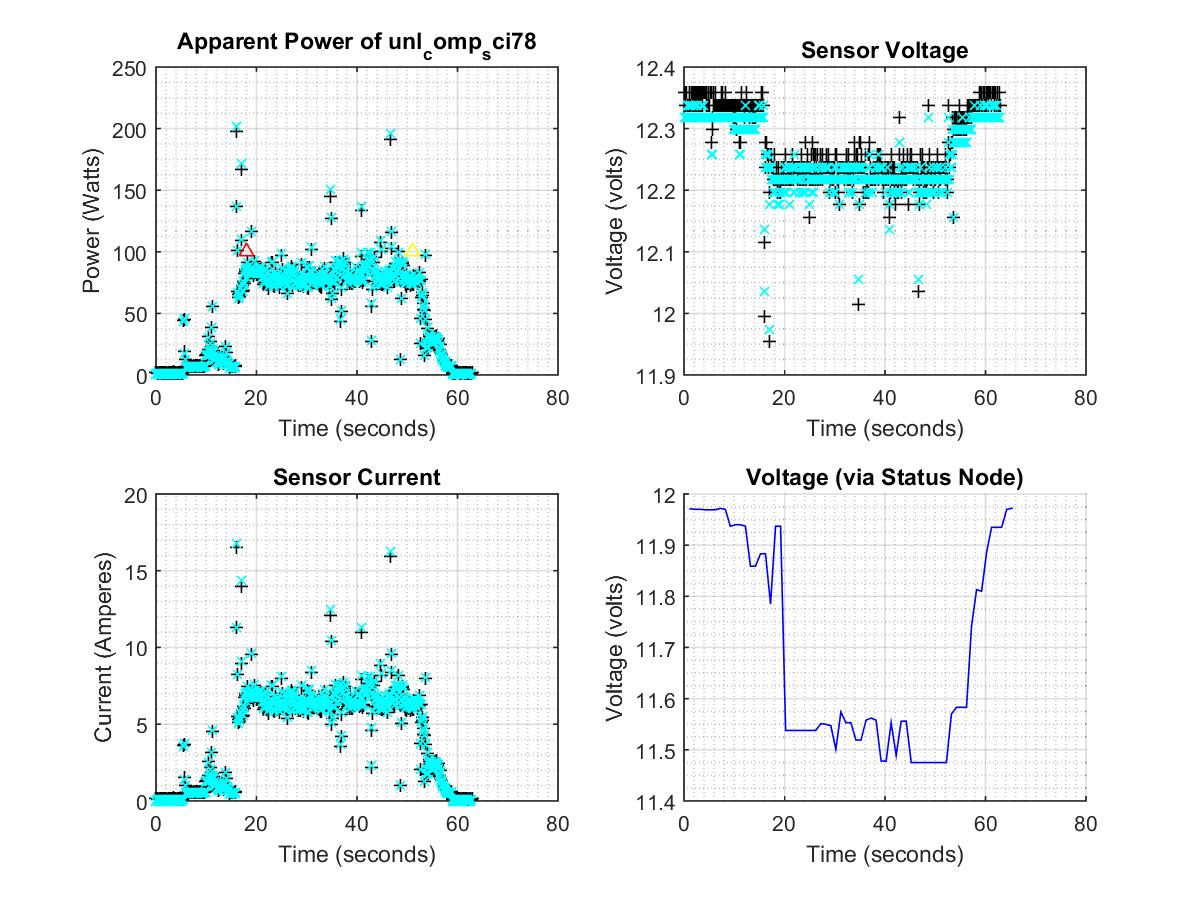 Apparent Power of unl_comp_sci78
250
200
150
100
50
0
Power (Watts)
0 20 40 60 80
Time (seconds)
Sensor Voltage
12.4
12.3
12.2
12.1
12
11.9
Voltage (volts)
0 20 40 60 80
Time (seconds)
Sensor Current
20
15
10
5
0
Current (Amperes)
0 20 40 60 80
Time (seconds)
Voltage (via Status Node)
12
11.9
11.8
11.7
11.6
11.5
11.4
Voltage (volts)
0 20 40 60 80
Time (seconds)